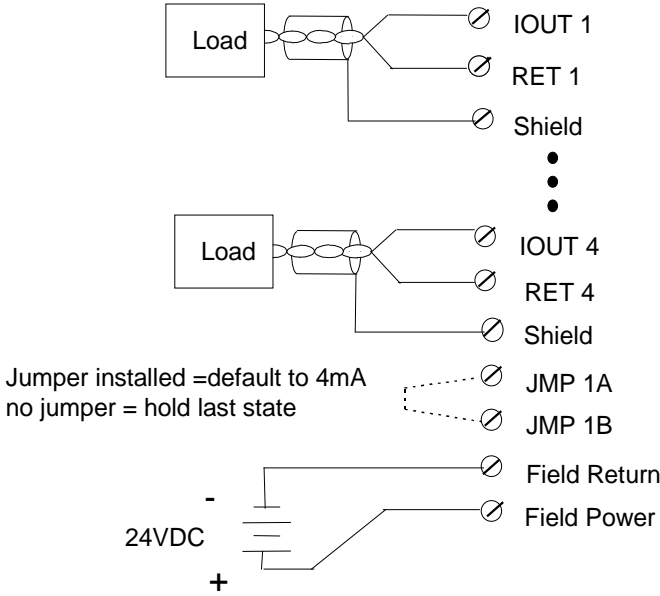 Load
IOUT 1
RET 1
Shield
Load
IOUT 4
RET 4
Shield
Jumper installed =default to 4mA
no jumper = hold last state
JMP 1A
JMP 1B
Field Return
-
24VDC
Field Power
+